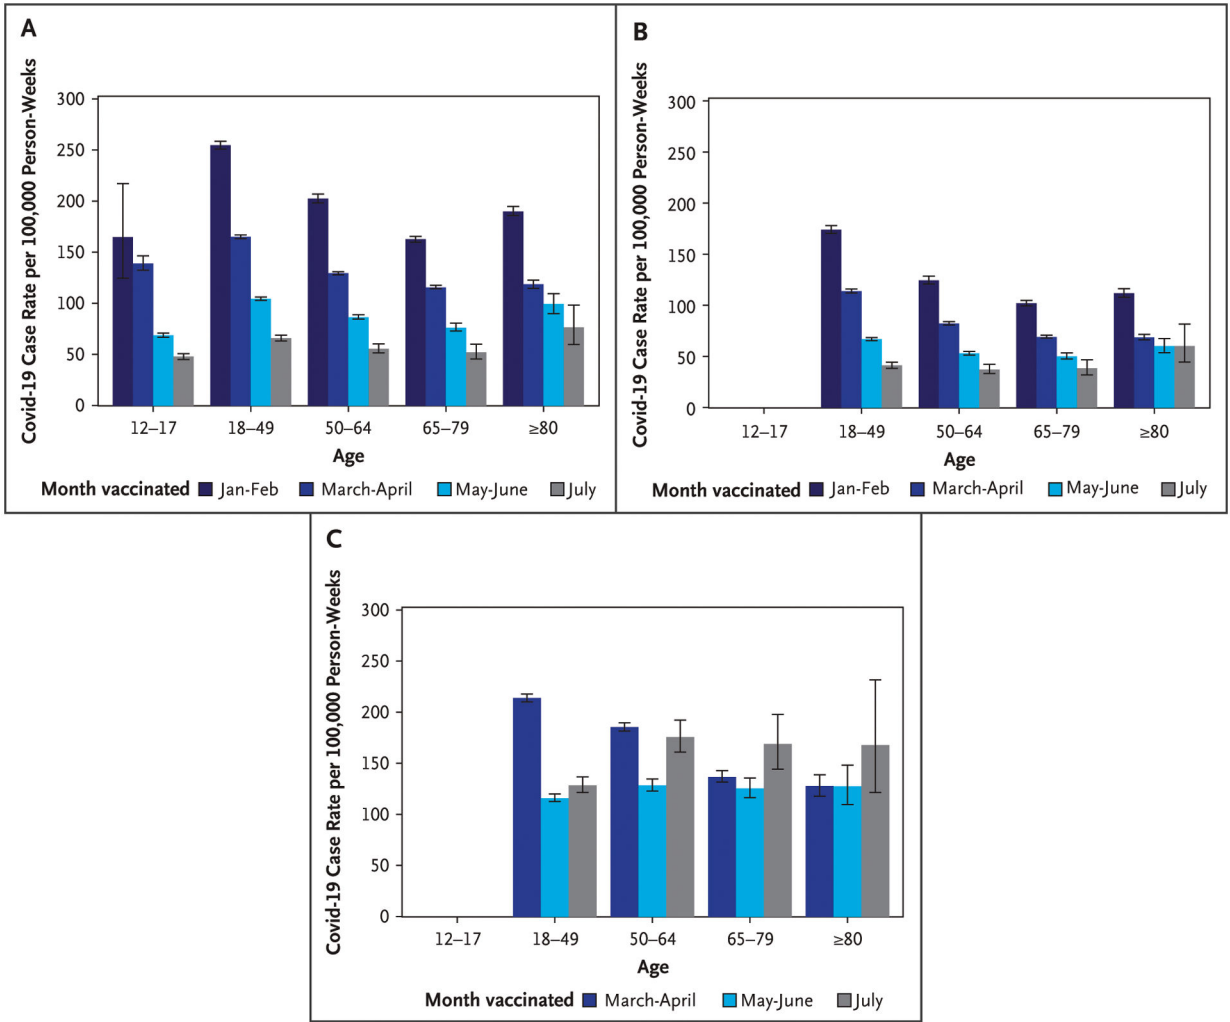 A
Covid-19 Case Rate per 100,000 Person-Weeks
300
250
200
150
100
50
0
12–17 18–49 50–64 65–79 ≥80
Age
Month vaccinated Jan-Feb March-April May-June July
B
Covid-19 Case Rate per 100,000 Person-Weeks
300
250
200
150
100
50
0
12–17 18–49 50–64 65–79 ≥80
Age
Month vaccinated Jan-Feb March-April May-June July
C
Covid-19 Case Rate per 100,000 Person-Weeks
300
250
200
150
100
50
0
12–17 18–49 50–64 65–79 ≥80
Age
Month vaccinated March-April May-June July